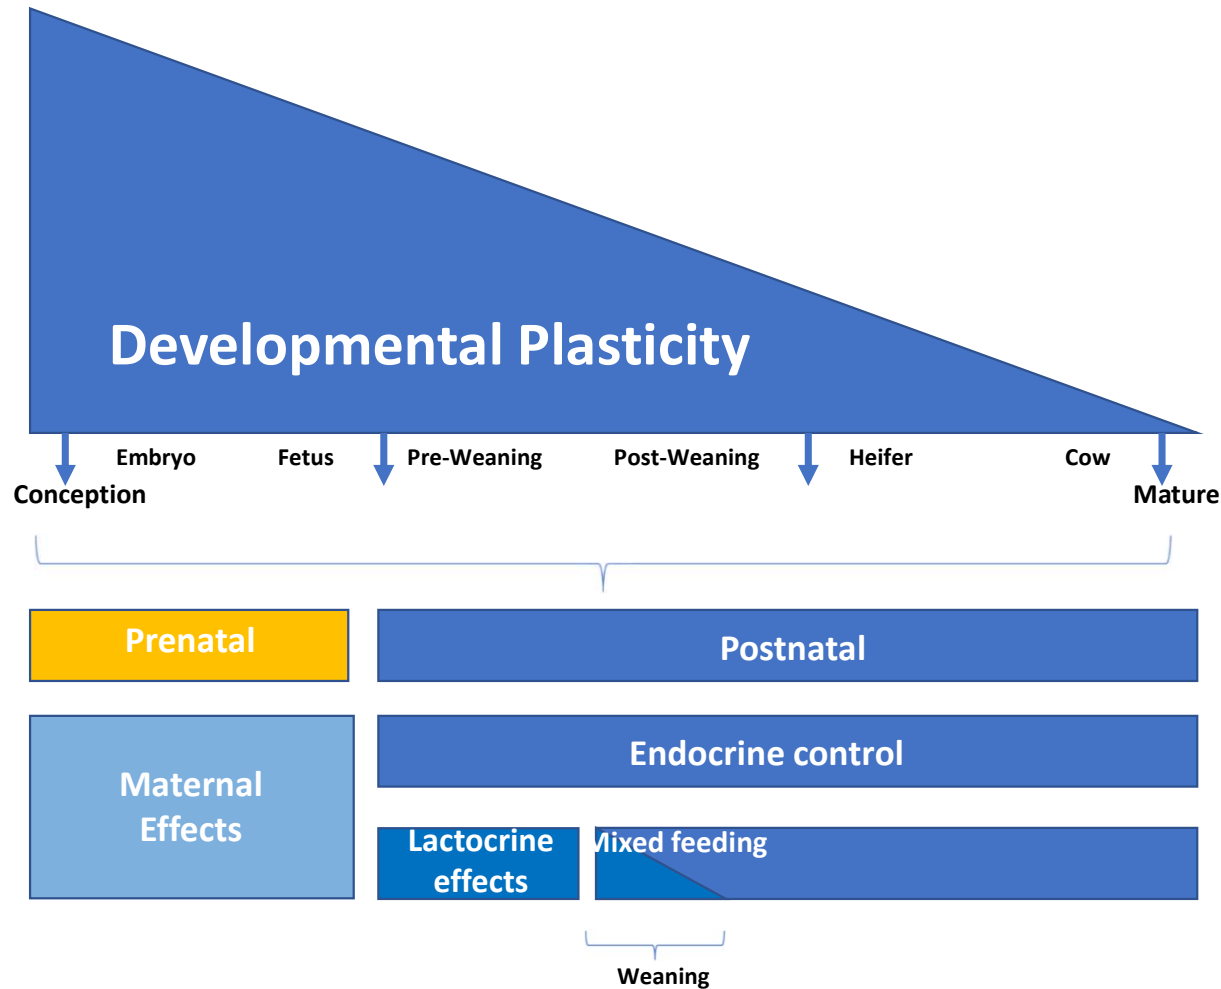 Developmental Plasticity
Embryo Fetus Pre-Weaning Post-Weaning Heifer Cow
Conception Mature
Prenatal
Postnatal
Maternal
Effects
Endocrine control
Lactocrine
effects
Mixed feeding
Weaning